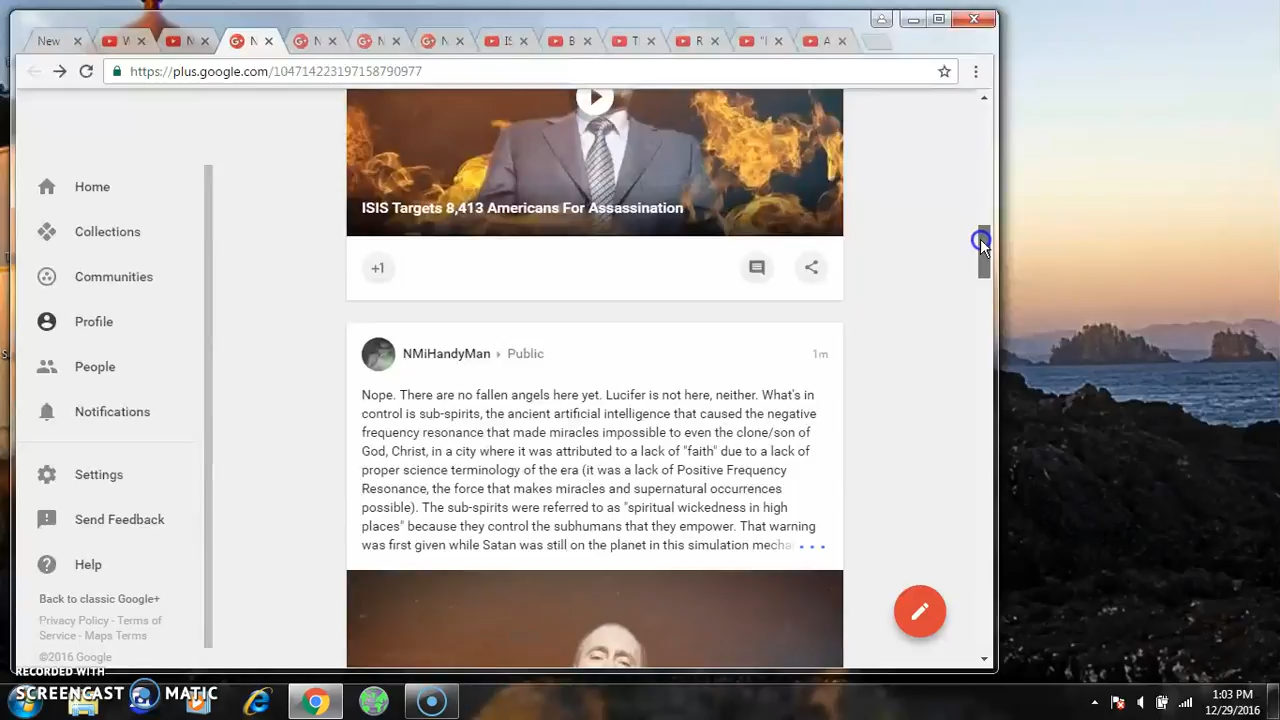 New
https://plus.google.com/104714223197158790977
ISIS Targets 8,413 Americans For Assassination
+1
Home
Collections
Communities
Profile
People
Notifications
Settings
Send Feedback
Help
Back to classic Google+
Privacy Policy - Terms of
Service - Maps Terms
©2016 Google
NMiHandyMan
Public
1m
Nope. There are no fallen angels here yet. Lucifer is not here, neither. What's in
control is sub-spirits, the ancient artificial intelligence that caused the negative
frequency resonance that made miracles impossible to even the clone/son of
God, Christ, in a city where it was attributed to a lack of "faith" due to a lack of
proper science terminology of the era (it was a lack of Positive Frequency
Resonance, the force that makes miracles and supernatural occurrences
possible). The sub-spirits were referred to as "spiritual wickedness in high
places" because they control the subhumans that they empower. That warning
was first given while Satan was still on the planet in this simulation mecha
RECORDED WITH
SCREENCAST MATIC
1:03 PM
12/29/2016